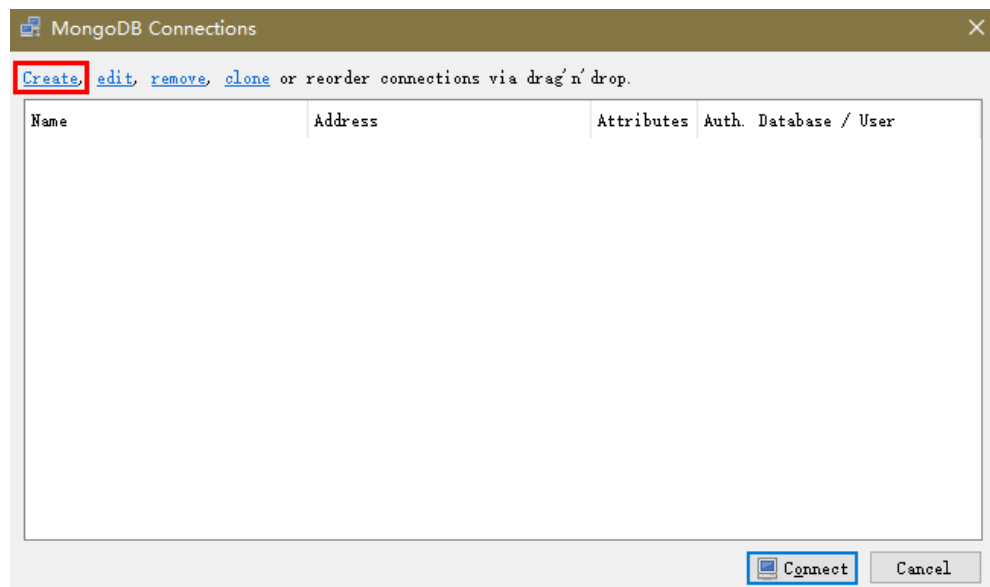 MongoDB Connections
Create, edit, remove, clone or reorder connections via drag'n'drop.
Name Address Attributes Auth. Database / User
Connect Cancel